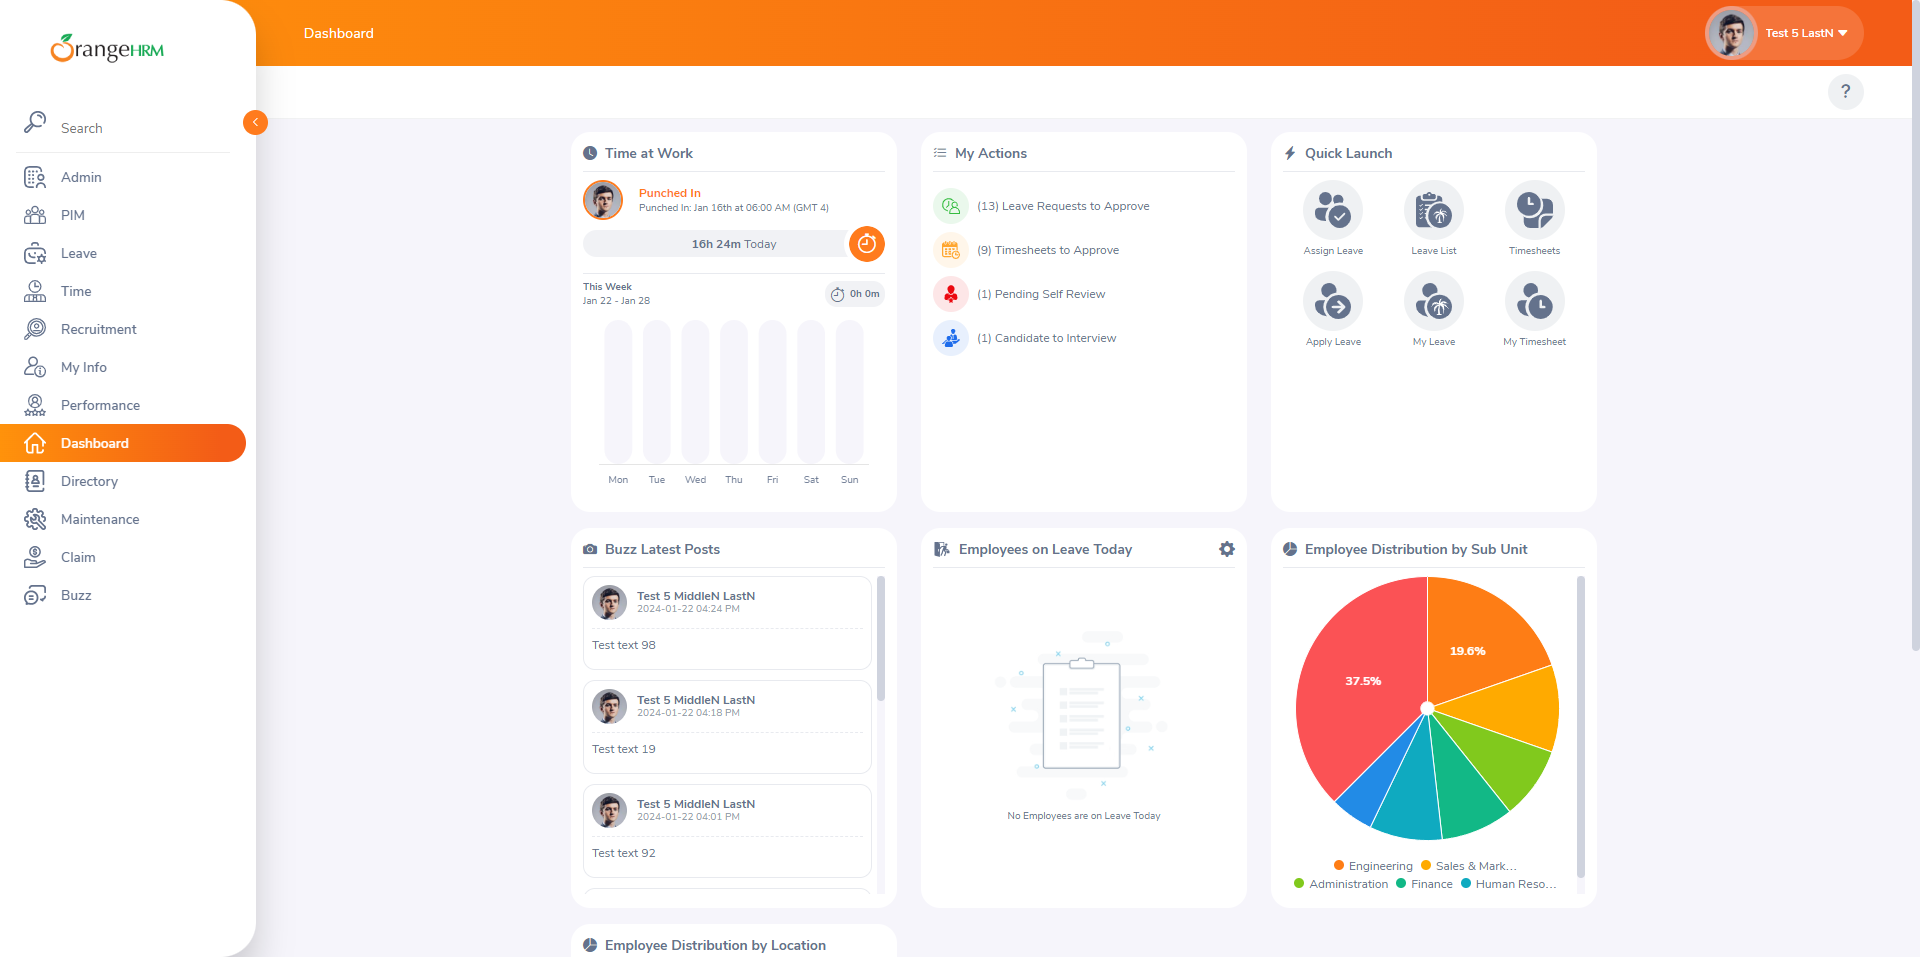 OrangeHRM
Dashboard
Test 5 LastN
?
Search
Admin
PIM
Leave
Time
Recruitment
My Info
Performance
Dashboard
Directory
Maintenance
Claim
Buzz
Time at Work
Punched In
Punched In: Jan 16th at 06:00 AM (GMT 4)
16h 24m Today
This Week
Jan 22 - Jan 28
0h 0m
Mon Tue Wed Thu Fri Sat Sun
My Actions
(13) Leave Requests to Approve
(9) Timesheets to Approve
(1) Pending Self Review
(1) Candidate to Interview
Quick Launch
Assign Leave Leave List Timesheets
Apply Leave My Leave My Timesheet
Buzz Latest Posts
Test 5 MiddleN LastN
2024-01-22 04:24 PM
Test text 98
Test 5 MiddleN LastN
2024-01-22 04:18 PM
Test text 19
Test 5 MiddleN LastN
2024-01-22 04:01 PM
Test text 92
Employees on Leave Today
No Employees are on Leave Today
Employee Distribution by Sub Unit
19.6%
37.5%
Engineering Sales & Mark...
Administration Finance Human Reso...
Employee Distribution by Location